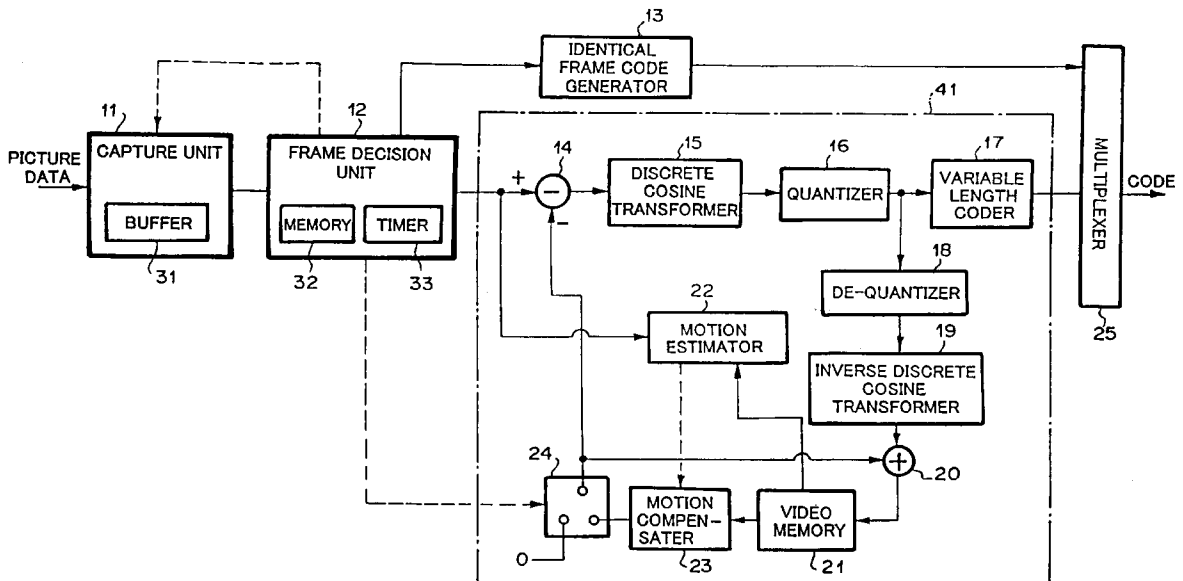 13
IDENTICAL
FRAME CODE
GENERATOR
41
11
CAPTURE UNIT
BUFFER
31
PICTURE
DATA
12
FRAME DECISION
UNIT
MEMORY
TIMER
32
33
14
+
−
−
15
DISCRETE
COSINE
TRANSFORMER
16
QUANTIZER
17
VARIABLE
LENGTH
CODER
MULTIPLEXER
CODE
25
18
DE-QUANTIZER
22
MOTION
ESTIMATOR
19
INVERSE DISCRETE
COSINE
TRANSFORMER
+
20
24
0
MOTION
COMPEN-
SATER
23
VIDEO
MEMORY
21